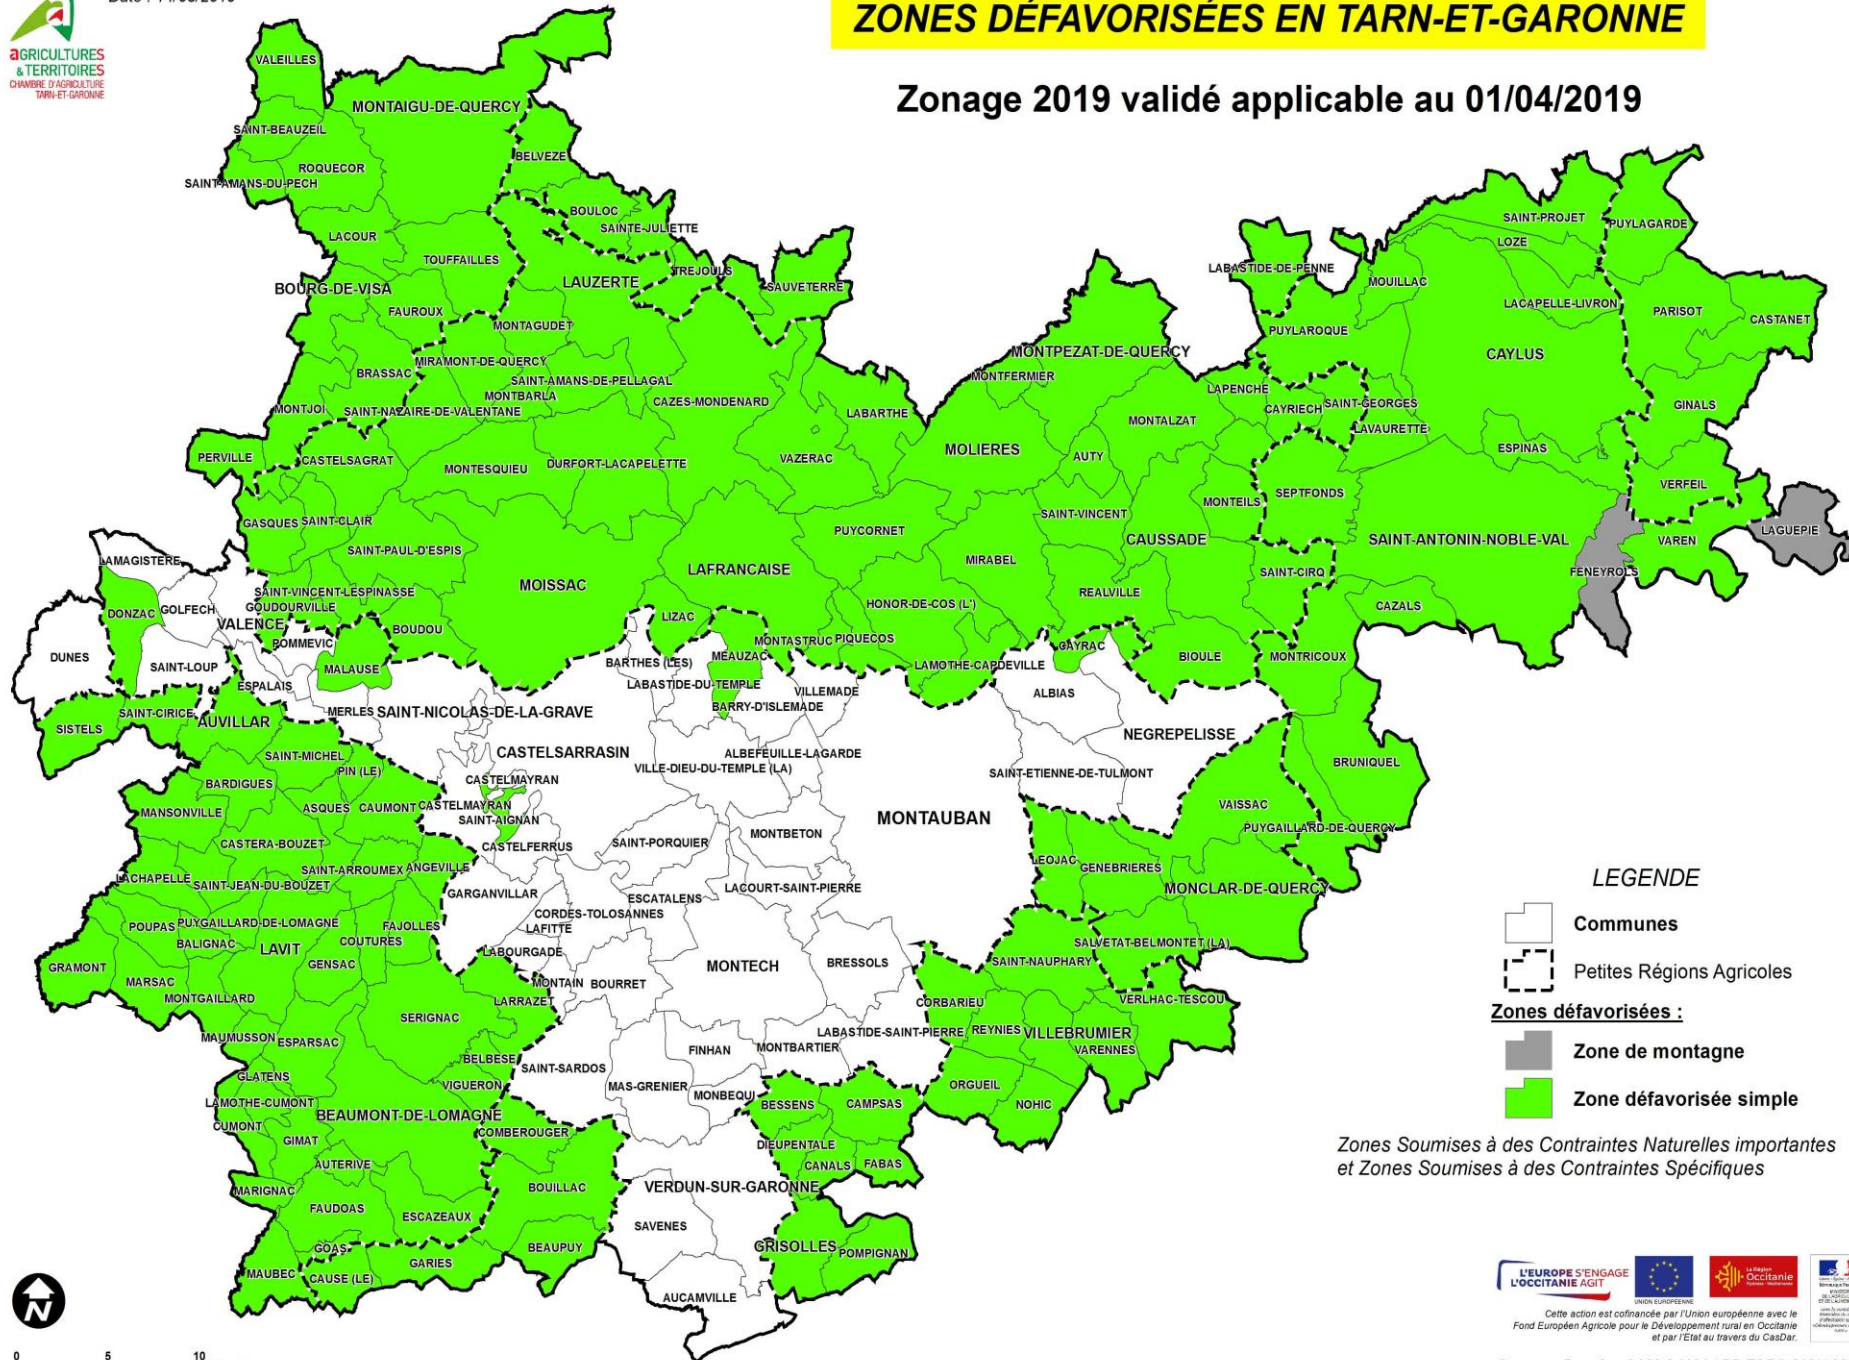 ZONES DÉFAVORISÉES EN TARN-ET-GARONNE
Zonage 2019 validé applicable au 01/04/2019
aGRICULTURES
& TERRITOIRES
CHAMBRE D'AGRICULTURE
TARN-ET-GARONNE
VALEILLES
MONTAIGU-DE-QUERCY
SAINT-BEAUZEIL
BELVEZE
ROQUECOR
SAINT-AMANS-DU-PECH
BOULOC
SAINTE-JULIETTE
LACOUR
TOUFFAILLES
TREJOULS
LAUZERTE
SAUVETERRE
BOURG-DE-VISA
FAUROUX
MONTAGUDET
SAINT-PROJET
PUYLAGARDE
LOZE
LABASTIDE-DE-PENNE
MOUILLAC
LACAPELLE-LIVRON
PARISOT
CASTANET
PUYLAROQUE
CAYLUS
MONTPEZAT-DE-QUERCY
MONTFERMIER
MIRAMONT-DE-QUERCY
BRASSAC
SAINT-AMANS-DE-PELLAGAL
MONTBARLA
CAZES-MONDENARD
LAPENCHE
MONTJOI
SAINT-NAZAIRE-DE-VALENTANE
LABARTHE
CAYRIECH
SAINT-GEORGES
GINALS
MONTALZAT
LAVAURETTE
MOLIERES
ESPINAS
PERVILLE
CASTELSAGRAT
MONTESQUIEU
DURFORT-LACAPELETTE
VAZERAC
AUTY
VERFEIL
SEPTFONDS
MONTEILS
GASQUES
SAINT-CLAIR
SAINT-VINCENT
PUYCORNET
LAGUEPIE
CAUSSADE
SAINT-ANTONIN-NOBLE-VAL
VAREN
SAINT-PAUL-D'ESPIS
LAMAGISTERE
MIRABEL
LAFRANCAISE
FENEYROLS
SAINT-CIRQ
MOISSAC
SAINT-VINCENT-LESPINASSE
REALVILLE
HONOR-DE-COS (L')
CAZALS
GOUDOURVILLE
GOLFECH
DONZAC
LIZAC
VALENCE
BOUDOU
POMMEVIC
MONTASTRUC
PIQUECOS
CAYRAC
BIOULE
MONTRICOUX
DUNES
SAINT-LOUP
MALAUSE
MEAUZAC
BARTHES (LES)
LAMOTHE-CAPDEVILLE
ESPALAIS
LABASTIDE-DU-TEMPLE
VILLEMADE
ALBIAS
BARRY-D'ISLEMADE
MERLES
SAINT-NICOLAS-DE-LA-GRAVE
SAINT-CIRICE
AUVILLAR
SISTELS
NEGREPELISSE
CASTELSARRASIN
ALBEFEUILLE-LAGARDE
SAINT-MICHEL
BRUNIQUEL
VILLE-DIEU-DU-TEMPLE (LA)
PIN (LE)
SAINT-ETIENNE-DE-TULMONT
CASTELMAYRAN
BARDIGUES
VAISSAC
MANSONVILLE
ASQUES
CAUMONT
CASTELMAYRAN
SAINT-AIGNAN
MONTAUBAN
PUYGAILLARD-DE-QUERCY
MONTBETON
CASTERA-BOUZET
SAINT-PORQUIER
CASTELFERRUS
LEOJAC
GENEBRIERES
SAINT-ARROUMEX
ANGEVILLE
LACHAPELLE
SAINT-JEAN-DU-BOUZET
LACOURT-SAINT-PIERRE
MONCLAR-DE-QUERCY
GARGANVILLAR
ESCATALENS
CORDES-TOLOSANNES
POUPAS
PUYGAILLARD-DE-LOMAGNE
FAJOLLES
LAFITTE
BALIGNAC
LAVIT
COUTURES
SALVETAT-BELMONTET (LA)
LABOURGADE
SAINT-NAUPHARY
GRAMONT
GENSAC
MONTECH
BRESSOLS
MARSAC
MONTAIN
BOURRET
MONTGAILLARD
LARRAZET
CORBARIEU
VERLHAC-TESCOU
SERIGNAC
LABASTIDE-SAINT-PIERRE
REYNIES
VILLEBRUMIER
MAUMUSSON
ESPARSAC
FINHAN
MONTBARTIER
VARENNES
BELBESE
SAINT-SARDOS
GLATENS
VIGUERON
MAS-GRENIER
ORGUEIL
MONBEQUI
LAMOTHE-CUMONT
BESSENS
CAMPSAS
NOHIC
BEAUMONT-DE-LOMAGNE
CUMONT
COMBEROUGER
GIMAT
DIEUPENTALE
AUTERIVE
CANALS
FABAS
MARIGNAC
BOUILLAC
VERDUN-SUR-GARONNE
FAUDOAS
ESCAZEAUX
SAVENES
GOAS
BEAUPUY
GRISOLLES
POMPIGNAN
GARIES
MAUBEC
CAUSE (LE)
AUCAMVILLE
LEGENDE
Communes
Petites Régions Agricoles
Zones défavorisées :
Zone de montagne
Zone défavorisée simple
Zones Soumises à des Contraintes Naturelles importantes
et Zones Soumises à des Contraintes Spécifiques
L'EUROPE S'ENGAGE
L'OCCITANIE AGIT
UNION EUROPEENNE
La Région
Occitanie
Cette action est cofinancée par l'Union européenne avec le
Fond Européen Agricole pour le Développement rural en Occitanie
et par l'Etat au travers du CasDar.
N
0 5 10